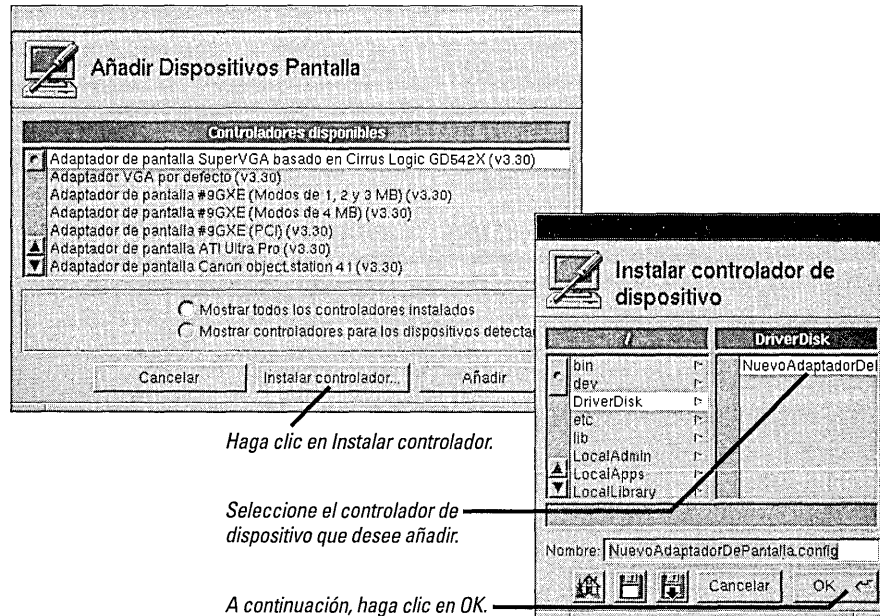 Añadir Dispositivos Pantalla
Controladores disponibles
Adaptador de pantalla SuperVGA basado en Cirrus Logic GD542X (v3.30)
Adaptador VGA por defecto (v3.30)
Adaptador de pantalla #9GXE (Modos de 1, 2 y 3 MB) (v3.30)
Adaptador de pantalla #9GXE (Modos de 4 MB) (v3.30)
Adaptador de pantalla #9GXE (PCI) (v3.30)
Adaptador de pantalla ATI Ultra Pro (v3.30)
Adaptador de pantalla Canon object.station 41 (v3.30)
Mostrar todos los controladores instalados
Mostrar controladores para los dispositivos detecta
Cancelar
Instalar controlador...
Añadir
Haga clic en Instalar controlador.
Instalar controlador de
dispositivo
/
DriverDisk
bin
dev
DriverDisk
etc
lib
LocalAdmin
LocalApps
LocalLibrary
NuevoAdaptadorDe
Seleccione el controlador de
dispositivo que desee añadir.
Nombre: NuevoAdaptadorDePantalla.config
Cancelar
OK
A continuación, haga clic en OK.